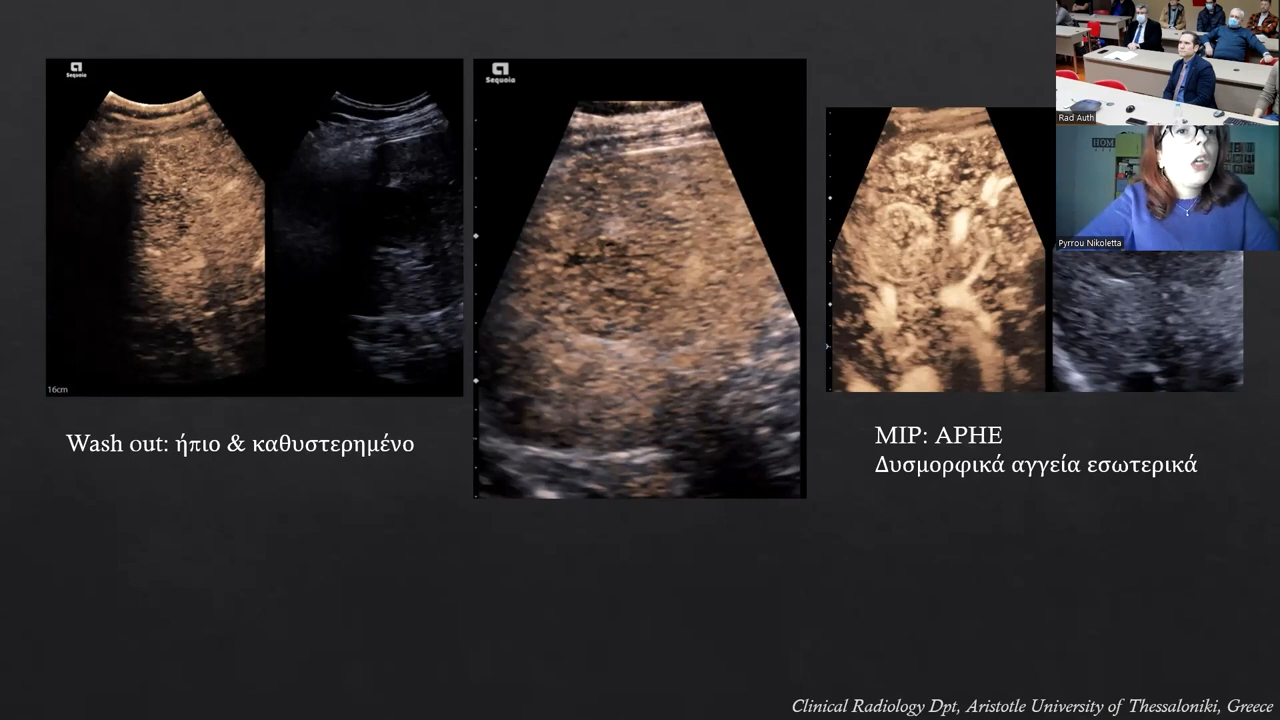 Sequoia
Sequoia
16cm
Wash out: ήπιο & καθυστερημένο
MIP: APHE
Δυσμορφικά αγγεία εσωτερικά
HOM
Rad Auth
Pyrrou Nikoletta
Clinical Radiology Dpt, Aristotle University of Thessaloniki, Greece